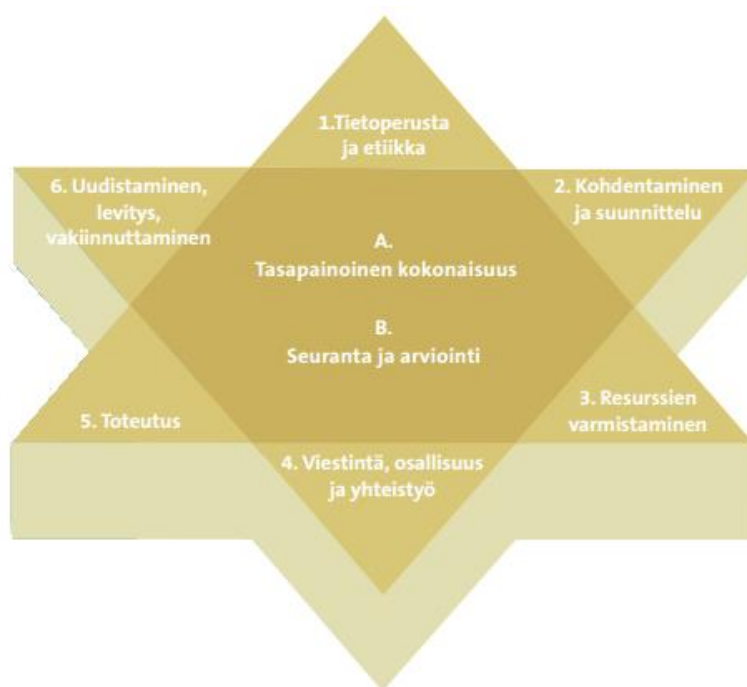 1.Tietoperusta
ja etiikka
6. Uudistaminen,
levitys,
vakiinnuttaminen
2. Kohdentaminen
ja suunnittelu
A.
Tasapainoinen kokonaisuus
B.
Seuranta ja arviointi
5. Toteutus
3. Resurssien
varmistaminen
4. Viestintä, osallisuus
ja yhteistyö